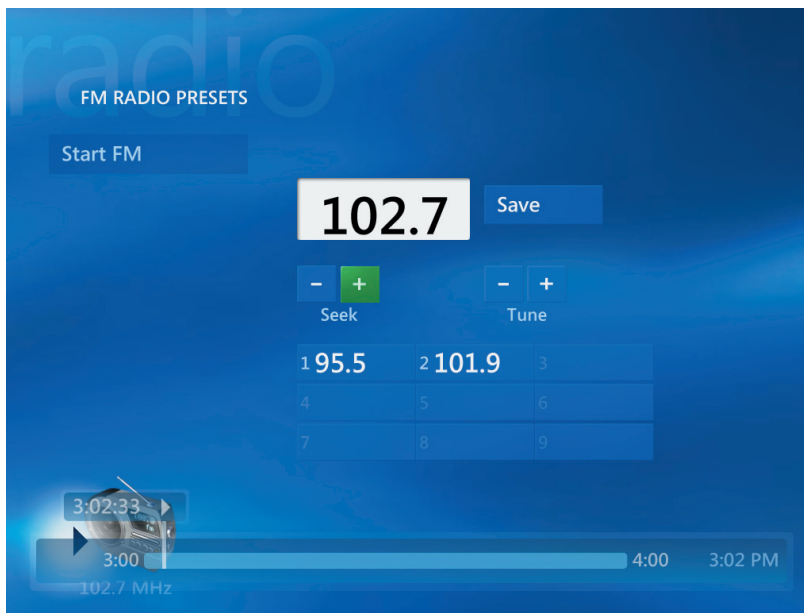 radio
FM RADIO PRESETS
Start FM
102.7 Save
- + - +
Seek Tune
1 95.5 2 101.9 3
4 5 6
7 8 9
3:02:33
3:00 4:00 3:02 PM
102.7 MHz